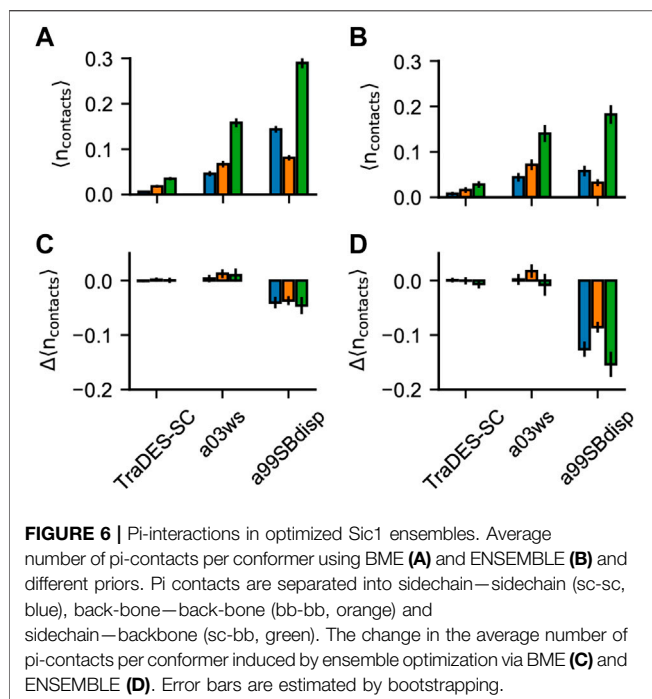 A
B
0.3
0.2
0.1
0.0
⟨n_contacts⟩
0.3
0.2
0.1
0.0
⟨n_contacts⟩
C
D
0.0
−0.1
−0.2
Δ⟨n_contacts⟩
0.0
−0.1
−0.2
Δ⟨n_contacts⟩
TraDES-SC
a03ws
a99SBdisp
TraDES-SC
a03ws
a99SBdisp
FIGURE 6 | Pi-interactions in optimized Sic1 ensembles. Average
number of pi-contacts per conformer using BME (A) and ENSEMBLE (B) and
different priors. Pi contacts are separated into sidechain—sidechain (sc-sc,
blue), back-bone—back-bone (bb-bb, orange) and
sidechain—backbone (sc-bb, green). The change in the average number of
pi-contacts per conformer induced by ensemble optimization via BME (C) and
ENSEMBLE (D). Error bars are estimated by bootstrapping.